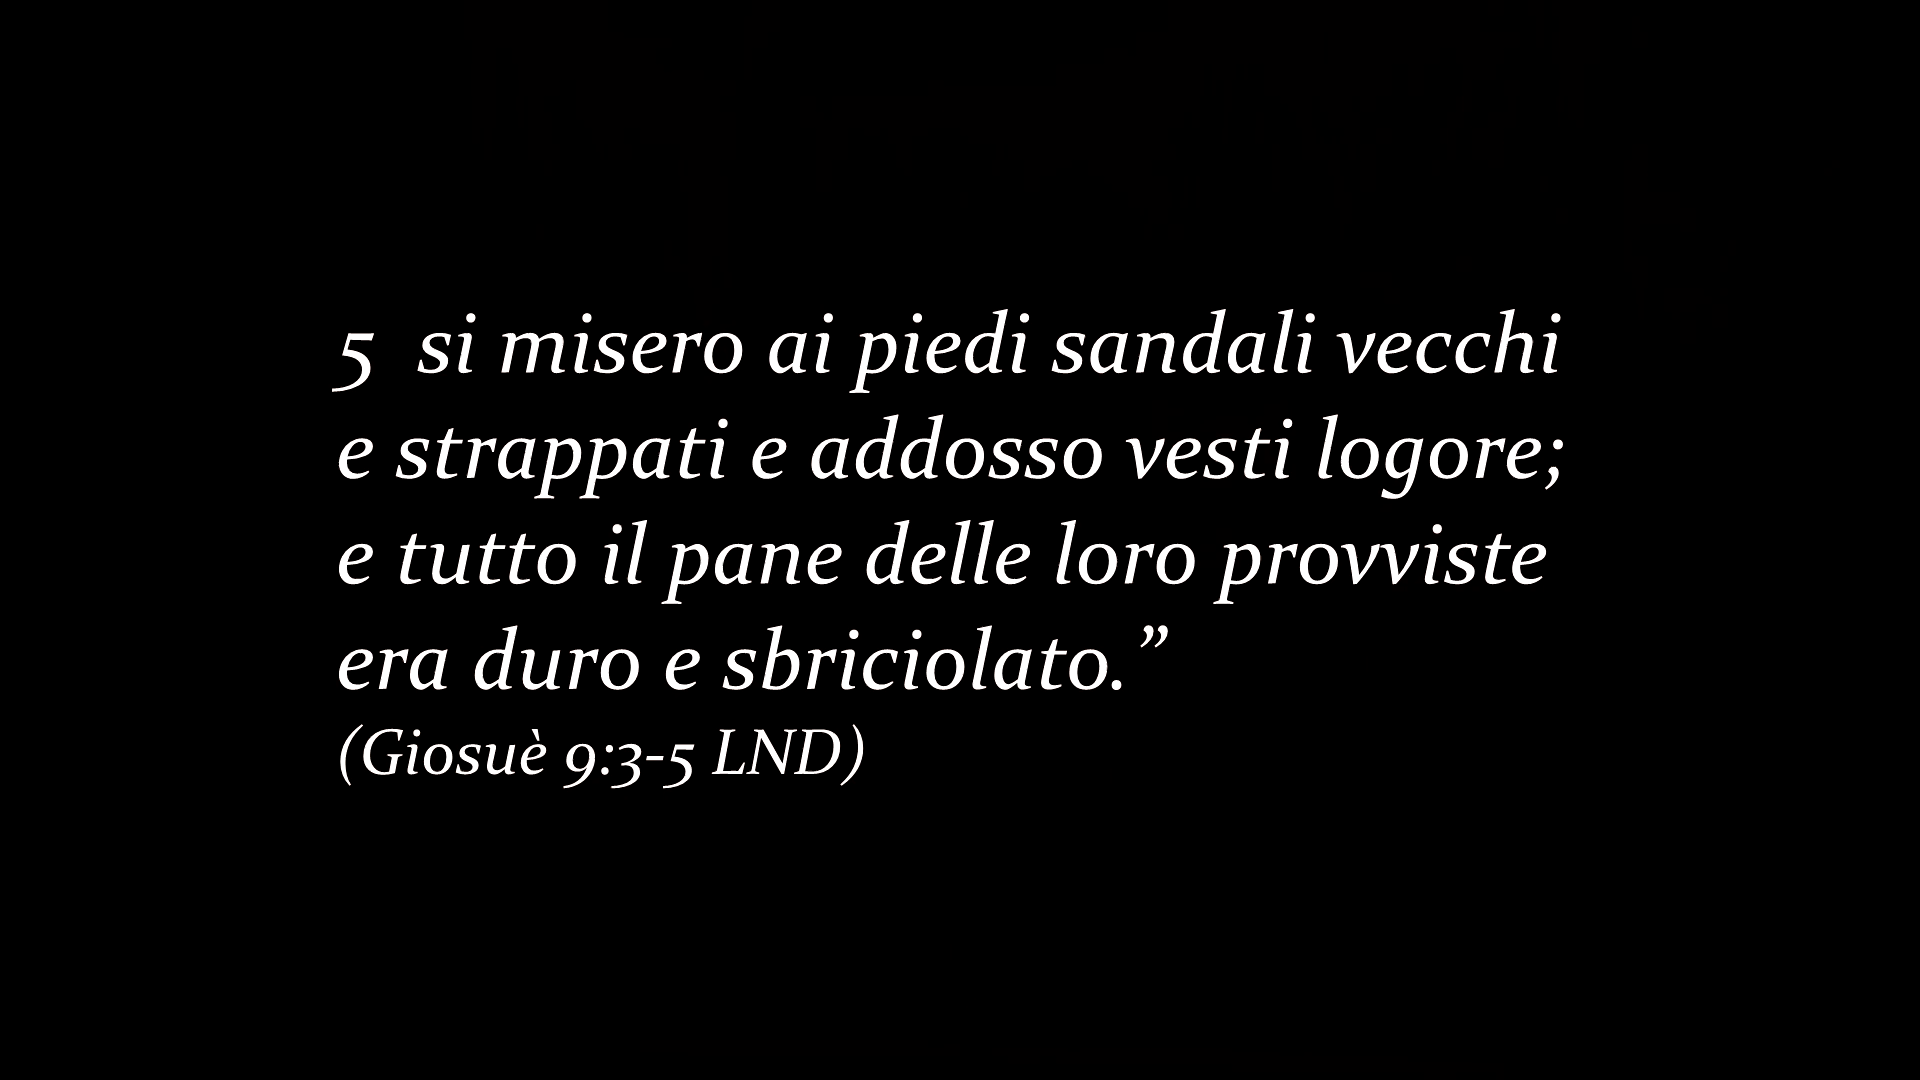 5  si misero ai piedi sandali vecchi
e strappati e addosso vesti logore;
e tutto il pane delle loro provviste
era duro e sbriciolato.”
(Giosuè 9:3-5 LND)